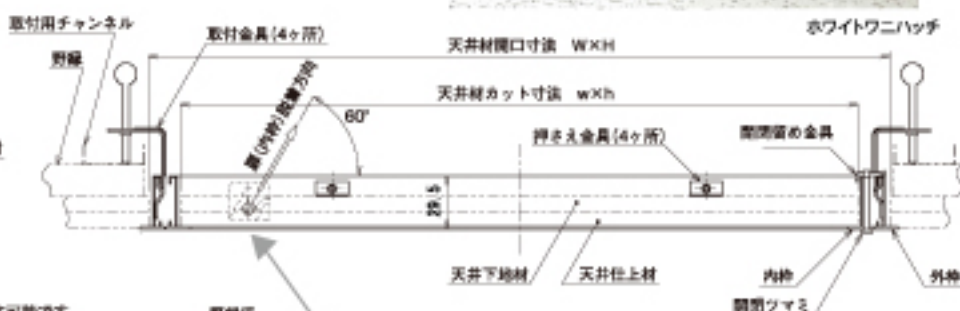 ホワイトワニハッチ
取付用チャンネル
取付金具(4ヶ所)
天井材開口寸法 W×H
野縁
天井材カット寸法 w×h
扉(内枠)脱着方向
60°
押さえ金具(4ヶ所)
開閉留め金具
29.5
天井下地材
天井仕上材
内枠
外枠
開閉ツマミ